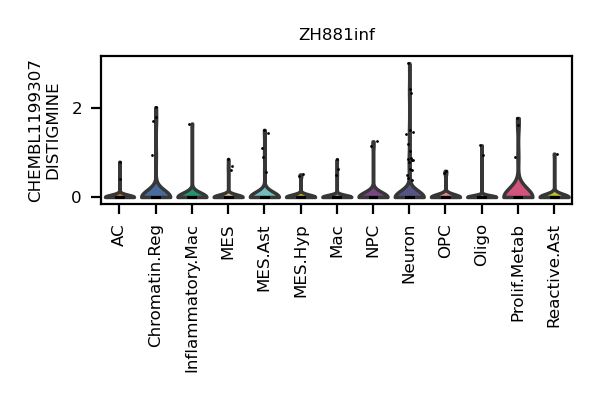 ZH881inf
CHEMBL1199307
DISTIGMINE
2
0
AC
Chromatin.Reg
Inflammatory.Mac
MES
MES.Ast
MES.Hyp
Mac
NPC
Neuron
OPC
Oligo
Prolif.Metab
Reactive.Ast